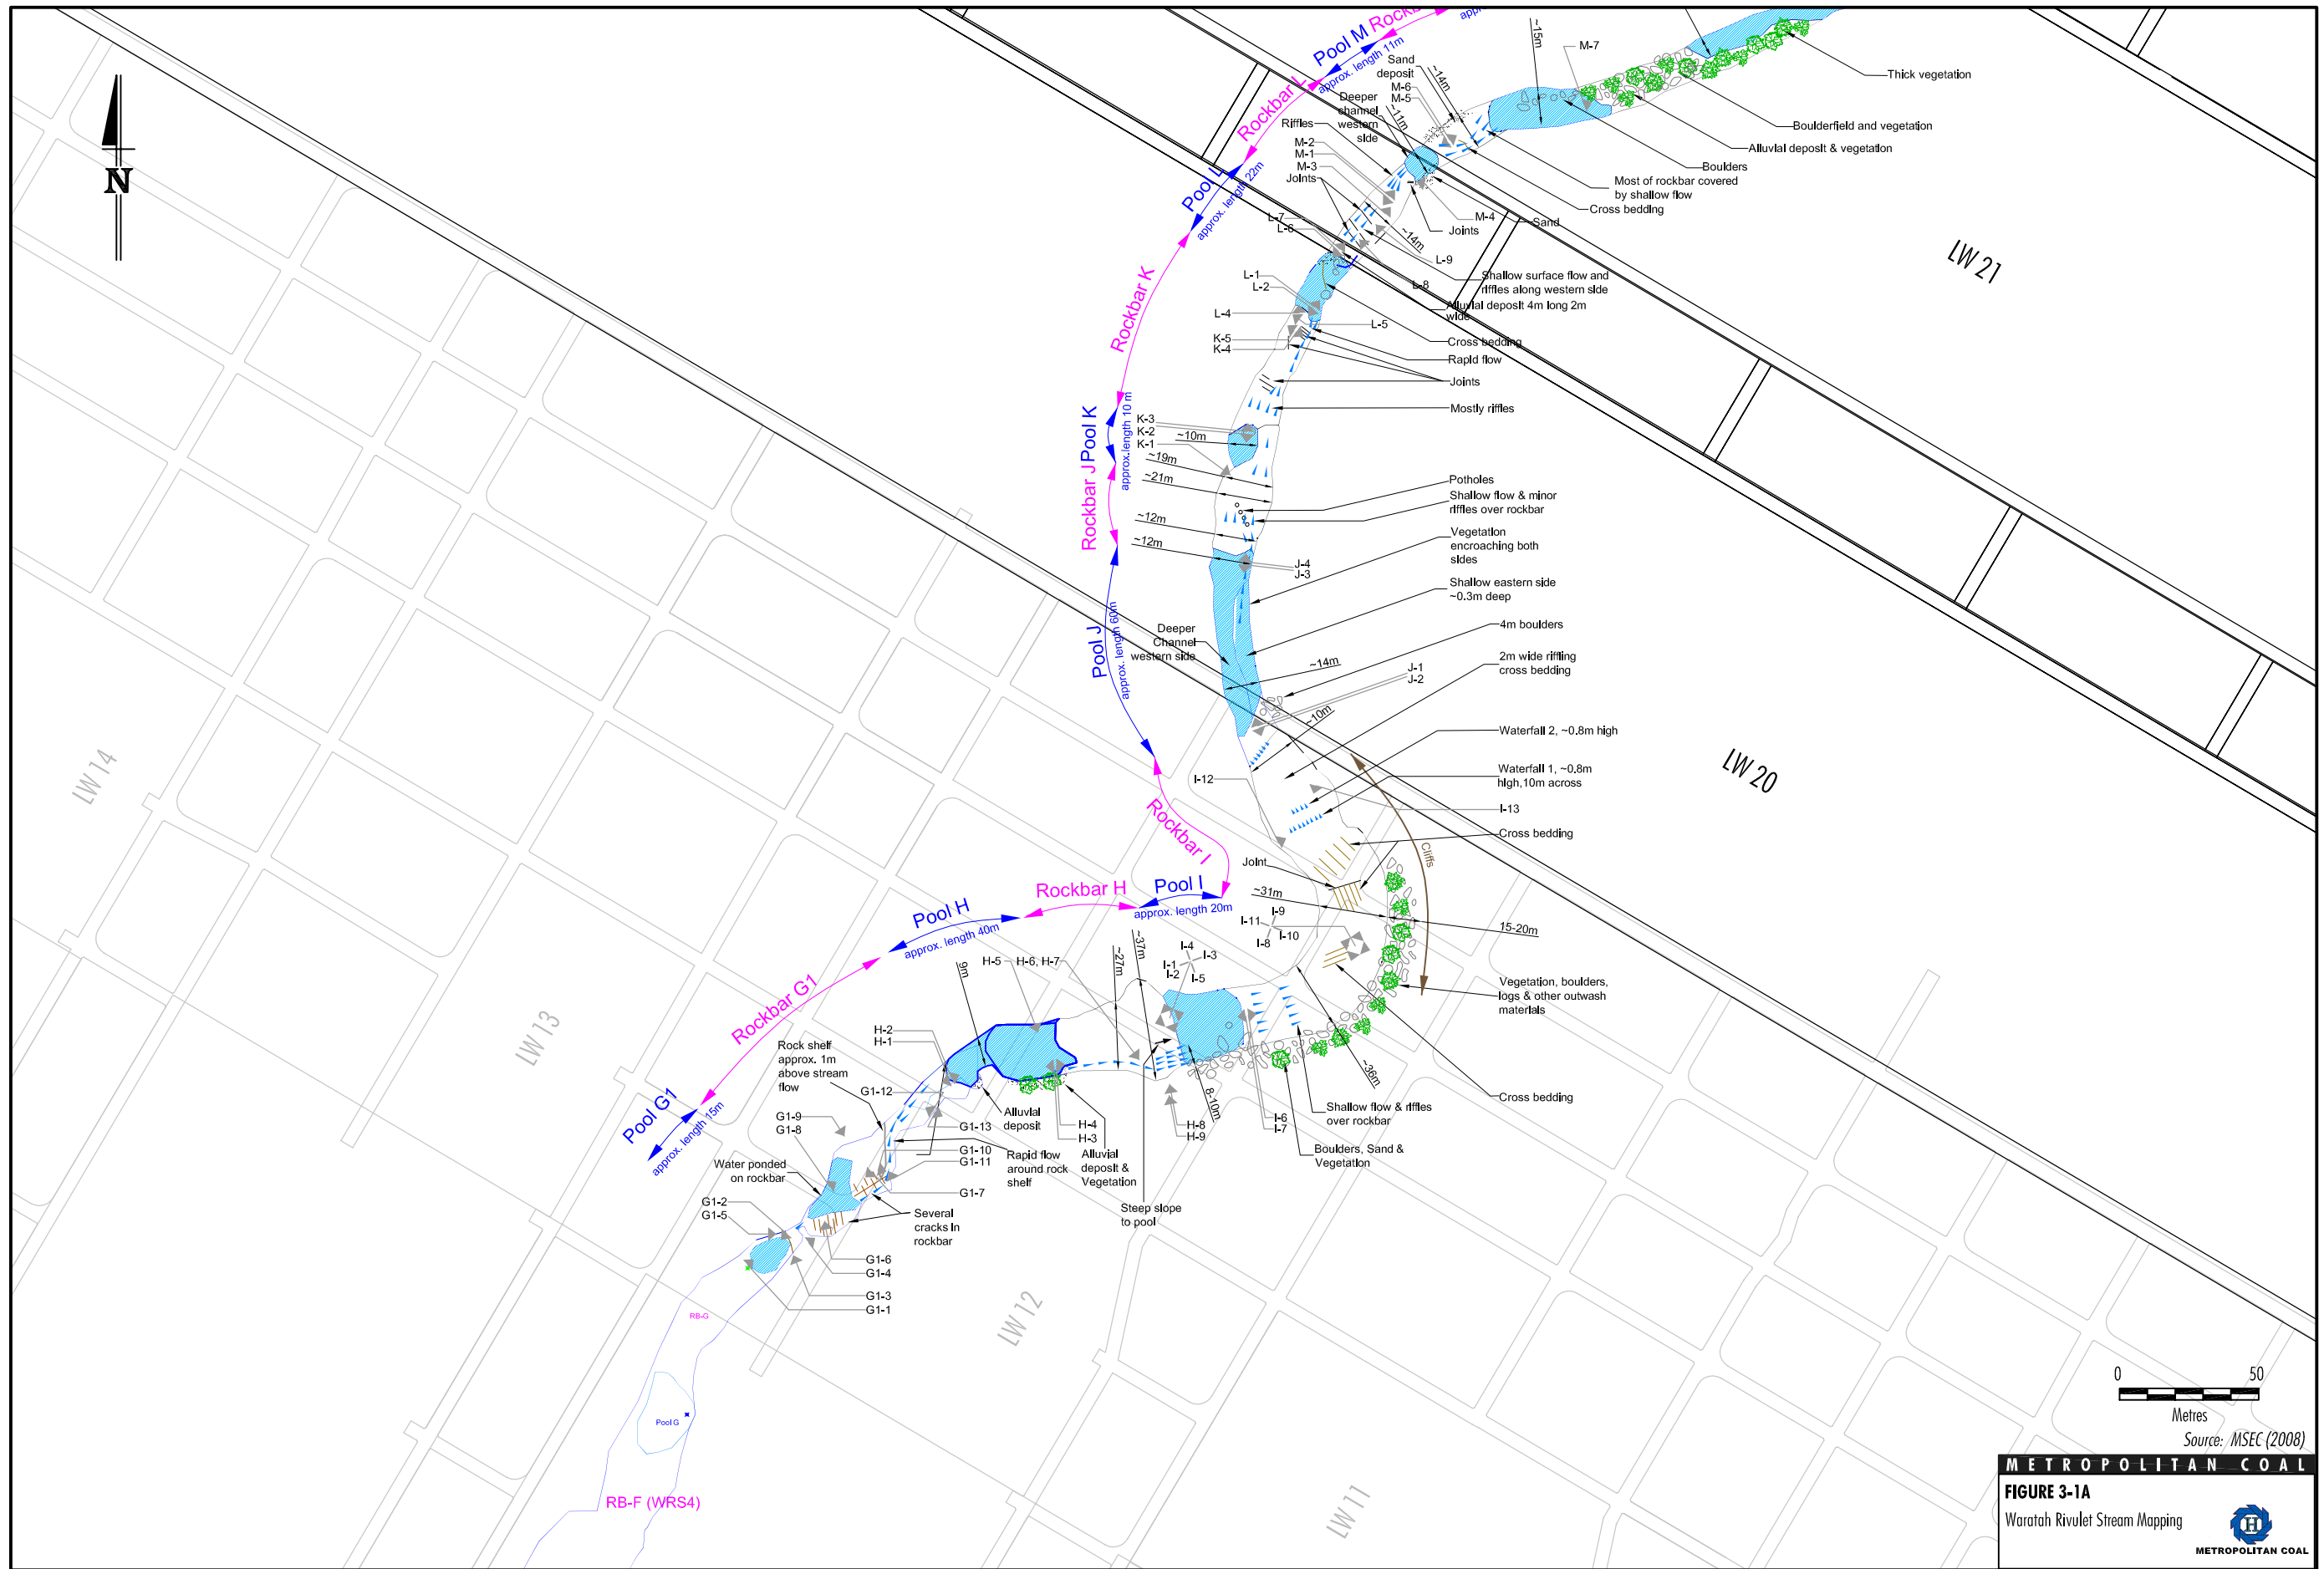 Pool M
approx. length 11m
Rockbar L
Pool L
approx. length 22m
Rockbar K
Pool K
approx.length 10 m
Rockbar J
Pool J
approx. length 60m
Rockbar I
Pool I
approx. length 20m
Rockbar H
Pool H
approx. length 40m
Rockbar G1
Pool G1
approx. length 15m
N
Sand
deposit
M-6
M-5
~14m
~15m
M-7
Thick vegetation
Deeper
channel
western
side
~11m
Riffles
M-2
M-1
M-3
Joints
Boulderfield and vegetation
Alluvial deposit & vegetation
Boulders
Most of rockbar covered
by shallow flow
Cross bedding
Sand
M-4
Joints
~14m
L-9
L-7
L-6
Shallow surface flow and
riffles along western side
L-8
Alluvial deposit 4m long 2m
wide
L-1
L-2
L-4
L-5
K-5
K-4
Cross bedding
Rapid flow
Joints
Mostly riffles
K-3
K-2
K-1
~10m
~19m
~21m
Potholes
Shallow flow & minor
riffles over rockbar
~12m
~12m
Vegetation
encroaching both
sides
J-4
J-3
Shallow eastern side
~0.3m deep
Deeper
Channel
western side
4m boulders
~14m
J-1
J-2
2m wide riffling
cross bedding
~10m
Waterfall 2, ~0.8m high
I-12
Waterfall 1, ~0.8m
high,10m across
I-13
Cross bedding
Cliffs
Joint
~31m
15-20m
I-9
I-11
I-10
I-8
I-4
I-3
I-1
I-2
I-5
~37m
~27m
H-5
H-6, H-7
9m
Vegetation, boulders,
logs & other outwash
materials
H-2
H-1
Rock shelf
approx. 1m
above stream
flow
G1-12
G1-9
G1-8
Alluvial
deposit
G1-13
H-4
H-3
H-8
H-9
8-10m
I-6
I-7
~36m
Shallow flow & riffles
over rockbar
Cross bedding
G1-10
G1-11
Rapid flow
around rock
shelf
Alluvial
deposit &
Vegetation
Boulders, Sand &
Vegetation
Water ponded
on rockbar
G1-7
G1-2
G1-5
Several
cracks in
rockbar
Steep slope
to pool
G1-6
G1-4
G1-3
G1-1
RB-G
Pool G
RB-F (WRS4)
LW 14
LW 13
LW 12
LW 11
LW 20
LW 21
0 50
Metres
Source: MSEC (2008)
METROPOLITAN COAL
FIGURE 3-1A
Waratah Rivulet Stream Mapping
H
METROPOLITAN COAL